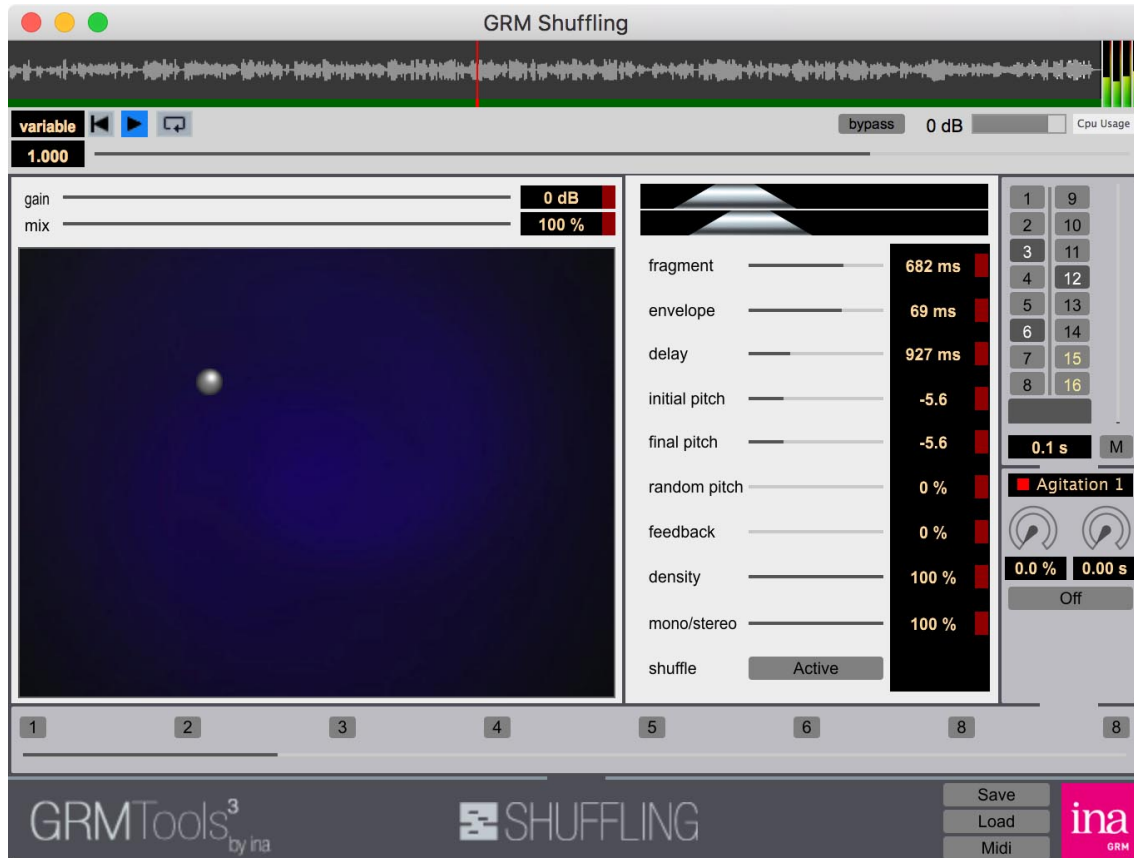 GRM Shuffling
variable
bypass 0 dB Cpu Usage
1.000
gain 0 dB
mix 100 %
fragment 682 ms
envelope 69 ms
delay 927 ms
initial pitch -5.6
final pitch -5.6
random pitch 0 %
feedback 0 %
density 100 %
mono/stereo 100 %
shuffle Active
1 9
2 10
3 11
4 12
5 13
6 14
7 15
8 16
-
0.1 s M
Agitation 1
0.0 % 0.00 s
Off
1 2 3 4 5 6 8 8
GRMTools3
by ina
SHUFFLING
Save
Load
Midi
ina
GRM